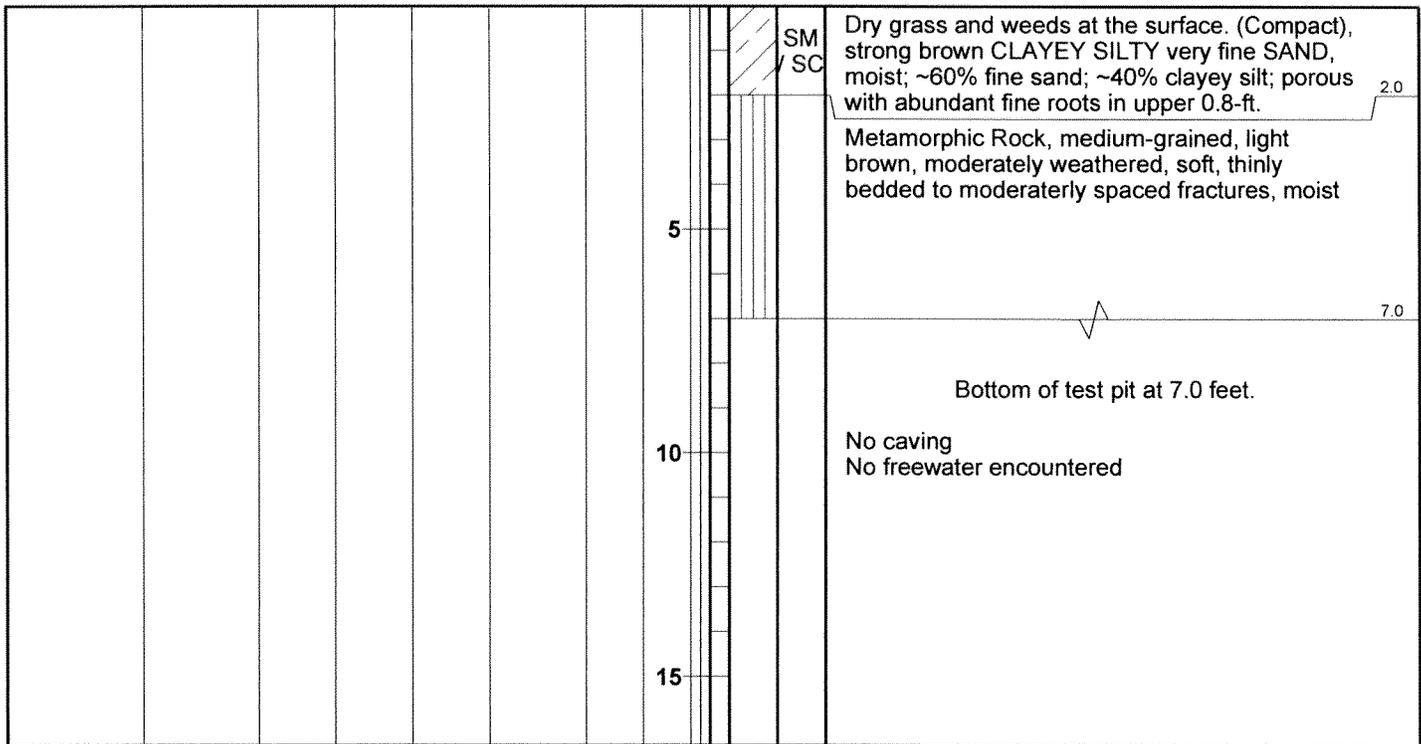 SM
/ SC
Dry grass and weeds at the surface. (Compact),
strong brown CLAYEY SILTY very fine SAND,
moist; ~60% fine sand; ~40% clayey silt; porous
with abundant fine roots in upper 0.8-ft.
2.0
Metamorphic Rock, medium-grained, light
brown, moderately weathered, soft, thinly
bedded to moderaterly spaced fractures, moist
5
7.0
Bottom of test pit at 7.0 feet.
10
No caving
No freewater encountered
15